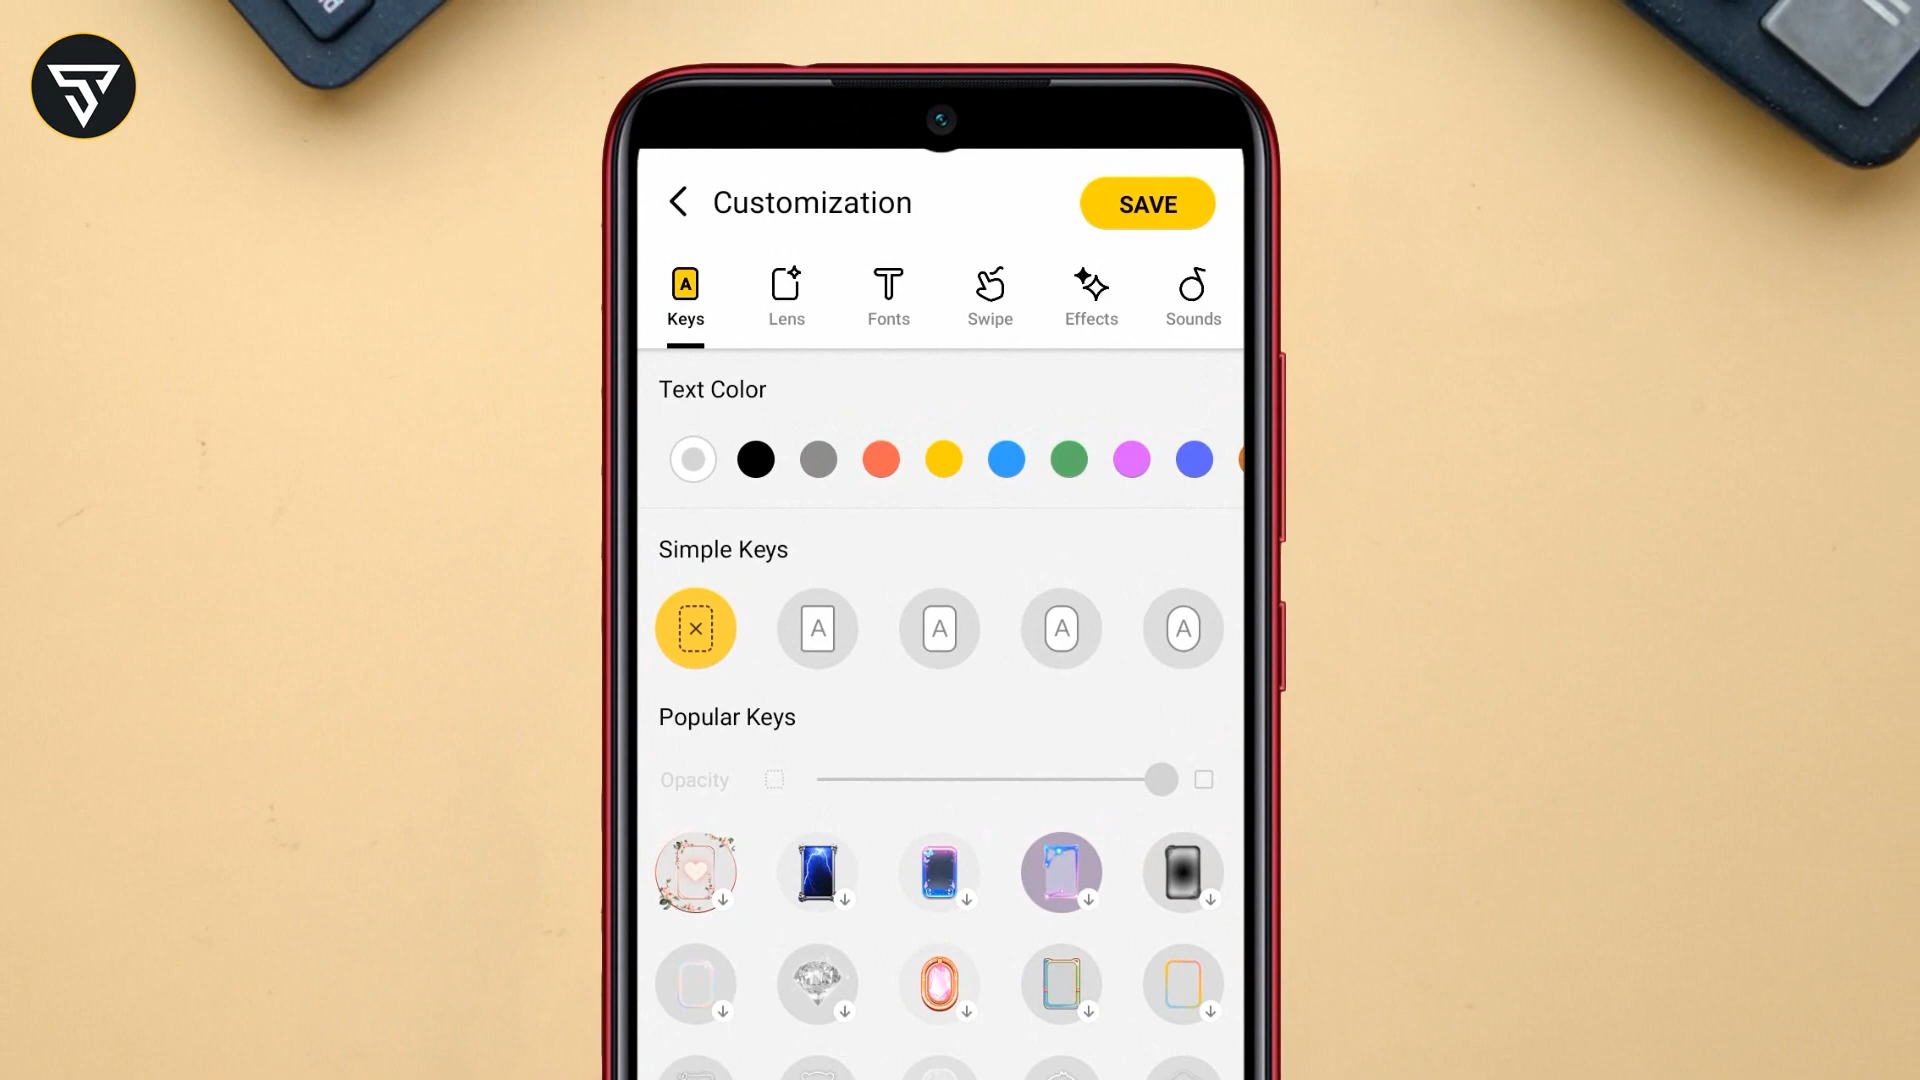 Customization
SAVE
A
Keys
Lens
Fonts
Swipe
Effects
Sounds
Text Color
Simple Keys
A
A
A
A
Popular Keys
Opacity